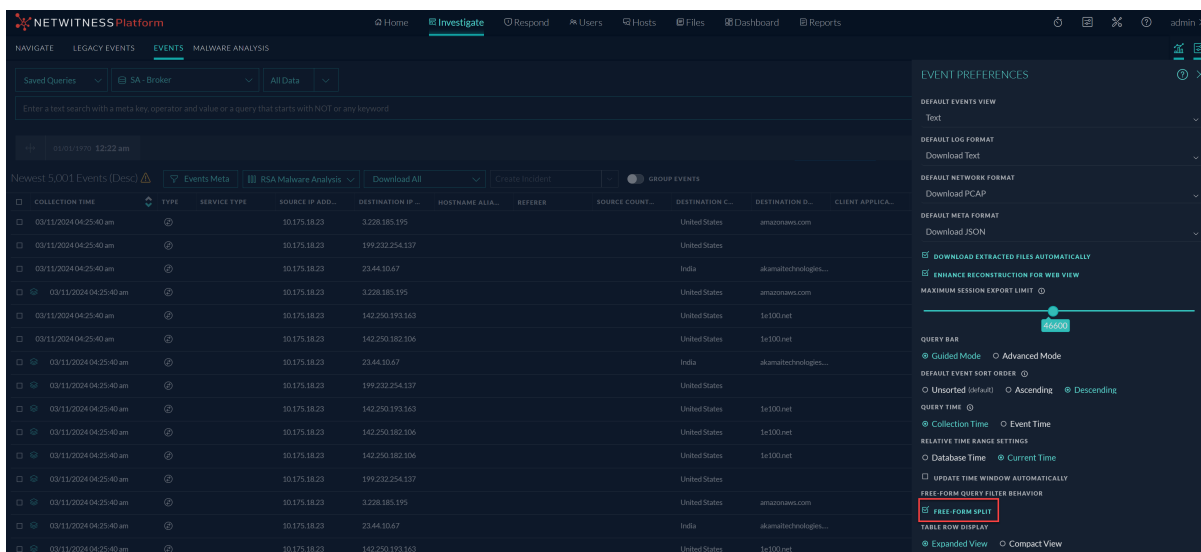 NETWITNESS Platform Home Investigate Respond Users Hosts Files Dashboard Reports admin
NAVIGATE LEGACY EVENTS EVENTS MALWARE ANALYSIS
Saved Queries SA - Broker All Data
Enter a text search with a meta key, operator and value or a query that starts with NOT or any keyword
01/01/1970 12:22 am
Newest 5,001 Events (Desc) Events Meta RSA Malware Analysis Download All Create Incident GROUP EVENTS
COLLECTION TIME TYPE SERVICE TYPE SOURCE IP ADD... DESTINATION IP ... HOSTNAME ALIA... REFERER SOURCE COUNT... DESTINATION C... DESTINATION D... CLIENT APPLICA...
03/11/2024 04:25:40 am 10.175.18.23 3.228.185.195 United States amazonaws.com
03/11/2024 04:25:40 am 10.175.18.23 199.232.254.137 United States
03/11/2024 04:25:40 am 10.175.18.23 23.44.10.67 India akamaitechnologies....
03/11/2024 04:25:40 am 10.175.18.23 3.228.185.195 United States amazonaws.com
03/11/2024 04:25:40 am 10.175.18.23 142.250.193.163 United States 1e100.net
03/11/2024 04:25:40 am 10.175.18.23 142.250.182.106 United States 1e100.net
03/11/2024 04:25:40 am 10.175.18.23 23.44.10.67 India akamaitechnologies....
03/11/2024 04:25:40 am 10.175.18.23 199.232.254.137 United States
03/11/2024 04:25:40 am 10.175.18.23 142.250.193.163 United States 1e100.net
03/11/2024 04:25:40 am 10.175.18.23 142.250.182.106 United States 1e100.net
03/11/2024 04:25:40 am 10.175.18.23 142.250.182.106 United States 1e100.net
03/11/2024 04:25:40 am 10.175.18.23 199.232.254.137 United States
03/11/2024 04:25:40 am 10.175.18.23 3.228.185.195 United States amazonaws.com
03/11/2024 04:25:40 am 10.175.18.23 23.44.10.67 India akamaitechnologies....
03/11/2024 04:25:40 am 10.175.18.23 142.250.193.163 United States 1e100.net
EVENT PREFERENCES
DEFAULT EVENTS VIEW
Text
DEFAULT LOG FORMAT
Download Text
DEFAULT NETWORK FORMAT
Download PCAP
DEFAULT META FORMAT
Download JSON
DOWNLOAD EXTRACTED FILES AUTOMATICALLY
ENHANCE RECONSTRUCTION FOR WEB VIEW
MAXIMUM SESSION EXPORT LIMIT
46600
QUERY BAR
Guided Mode Advanced Mode
DEFAULT EVENT SORT ORDER
Unsorted (default) Ascending Descending
QUERY TIME
Collection Time Event Time
RELATIVE TIME RANGE SETTINGS
Database Time Current Time
UPDATE TIME WINDOW AUTOMATICALLY
FREE-FORM QUERY FILTER BEHAVIOR
FREE-FORM SPLIT
TABLE ROW DISPLAY
Expanded View Compact View